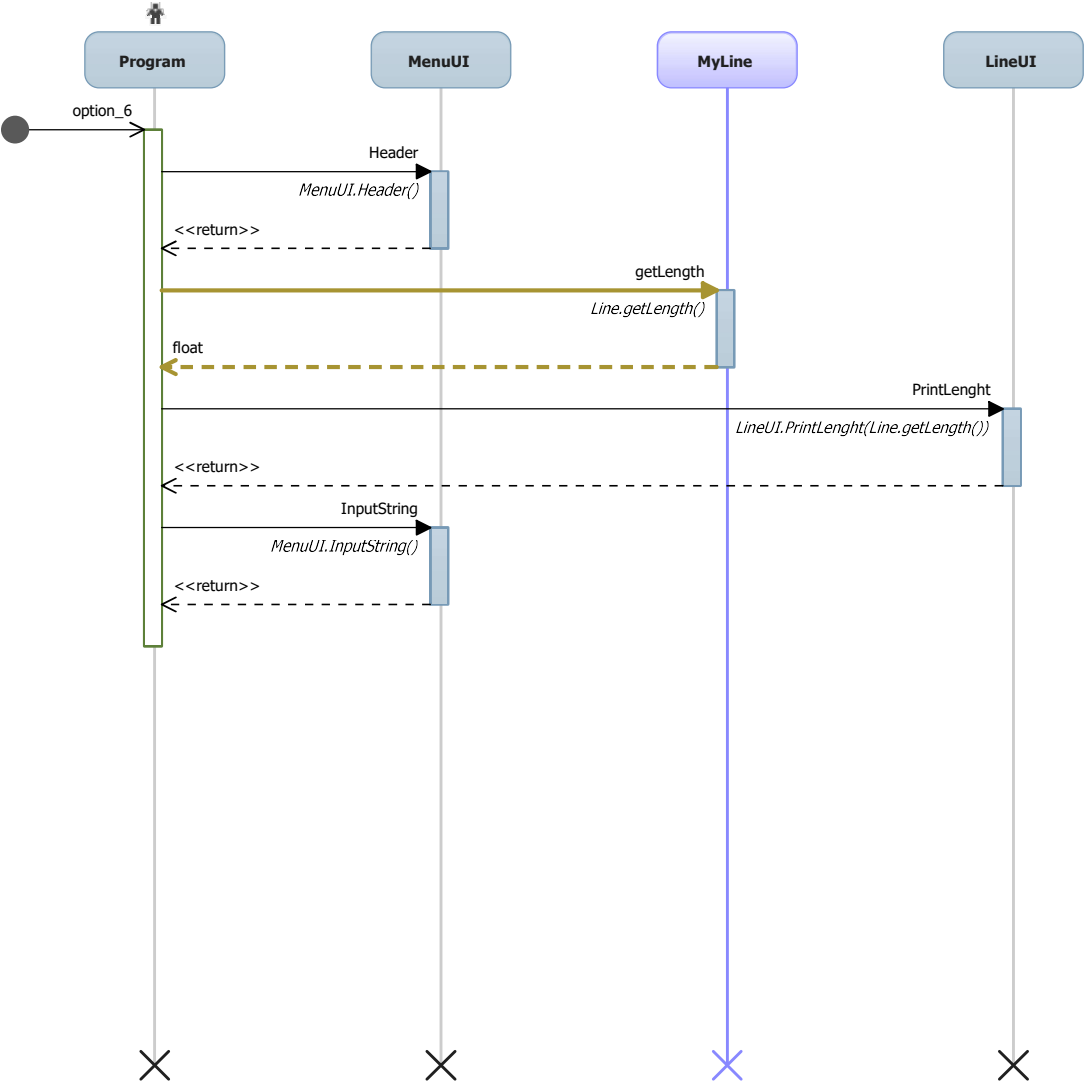 Program
MenuUI
MyLine
LineUI
option_6
Header
MenuUI.Header()
<<return>>
getLength
Line.getLength()
float
PrintLenght
LineUI.PrintLenght(Line.getLength())
<<return>>
InputString
MenuUI.InputString()
<<return>>